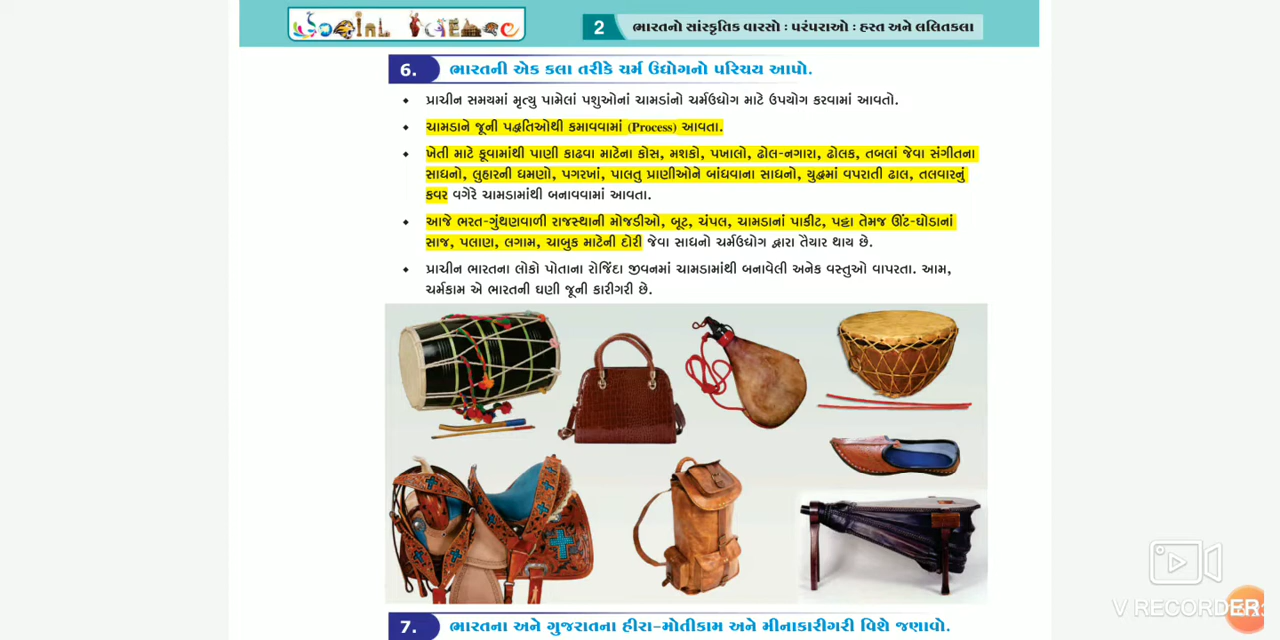 Social Science
2 ભારતનો સાંસ્કૃતિક વારસો : પરંપરાઓ : હસ્ત અને લલિતકલા
6. ભારતની એક કલા તરીકે ચર્મ ઉદ્યોગનો પરિચય આપો.
♦ પ્રાચીન સમયમાં મૃત્યુ પામેલાં પશુઓનાં ચામડાંનો ચર્મઉદ્યોગ માટે ઉપયોગ કરવામાં આવતો.
♦ ચામડાને જૂની પદ્ધતિઓથી કમાવવામાં (Process) આવતા.
♦ ખેતી માટે કૂવામાંથી પાણી કાઢવા માટેના કોસ, મશકો, પખાલો, ઢોલ-નગારા, ઢોલક, તબલાં જેવા સંગીતના
સાધનો, લુહારની ધમણો, પગરખાં, પાલતુ પ્રાણીઓને બાંધવાના સાધનો, યુદ્ધમાં વપરાતી ઢાલ, તલવારનું
કવર વગેરે ચામડામાંથી બનાવવામાં આવતા.
♦ આજે ભરત-ગુંથણવાળી રાજસ્થાની મોજડીઓ, બૂટ, ચંપલ, ચામડાનાં પાકીટ, પટ્ટા તેમજ ઊંટ-ઘોડાનાં
સાજ, પલાણ, લગામ, ચાબુક માટેની દોરી જેવા સાધનો ચર્મઉદ્યોગ દ્વારા તૈયાર થાય છે.
♦ પ્રાચીન ભારતના લોકો પોતાના રોજિંદા જીવનમાં ચામડામાંથી બનાવેલી અનેક વસ્તુઓ વાપરતા. આમ,
ચર્મકામ એ ભારતની ઘણી જૂની કારીગરી છે.
7. ભારતના અને ગુજરાતના હીરા-મોતીકામ અને મીનાકારીગરી વિશે જણાવો.
V RECORDER